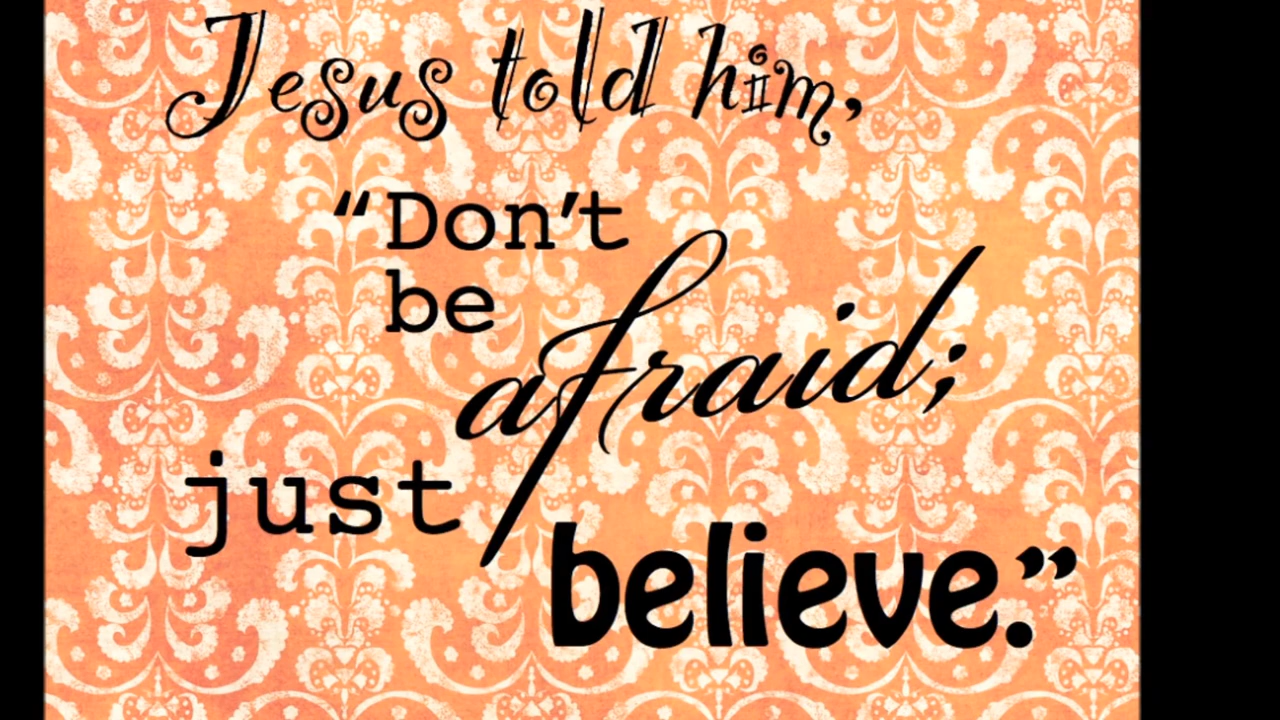 Jesus told him,
“Don’t
be
afraid;
just
believe.”